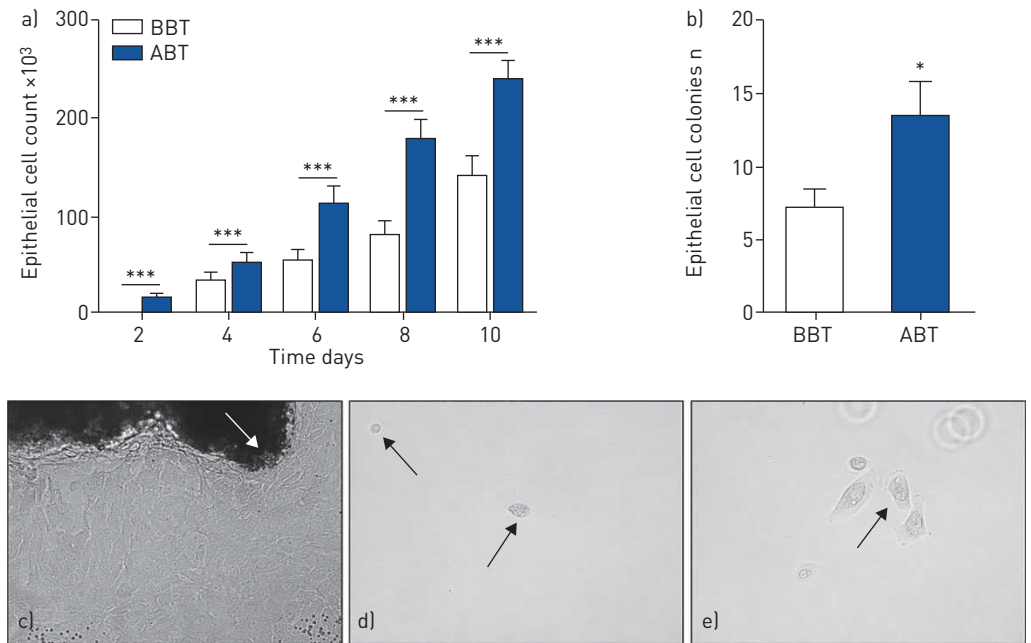 a)
Epithelial cell count ×10³
300
200
100
0
BBT
ABT
***
***
***
***
***
2 4 6 8 10
Time days
b)
Epithelial cell colonies n
20
15
10
5
0
*
BBT ABT
c)
d)
e)